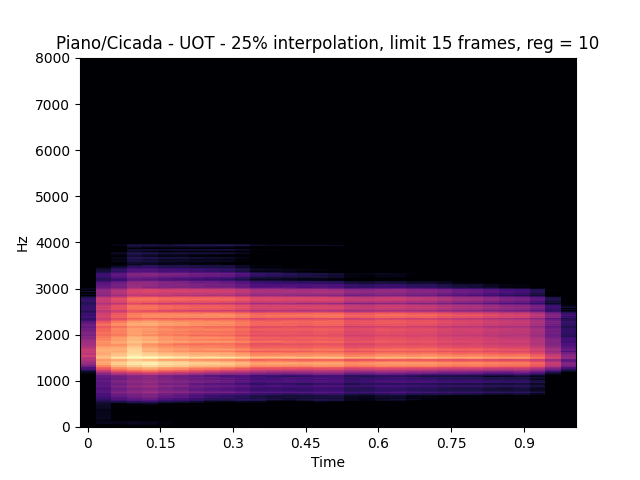 Piano/Cicada - UOT - 25% interpolation, limit 15 frames, reg = 10
8000
7000
6000
5000
4000
3000
2000
1000
0
Hz
0 0.15 0.3 0.45 0.6 0.75 0.9
Time